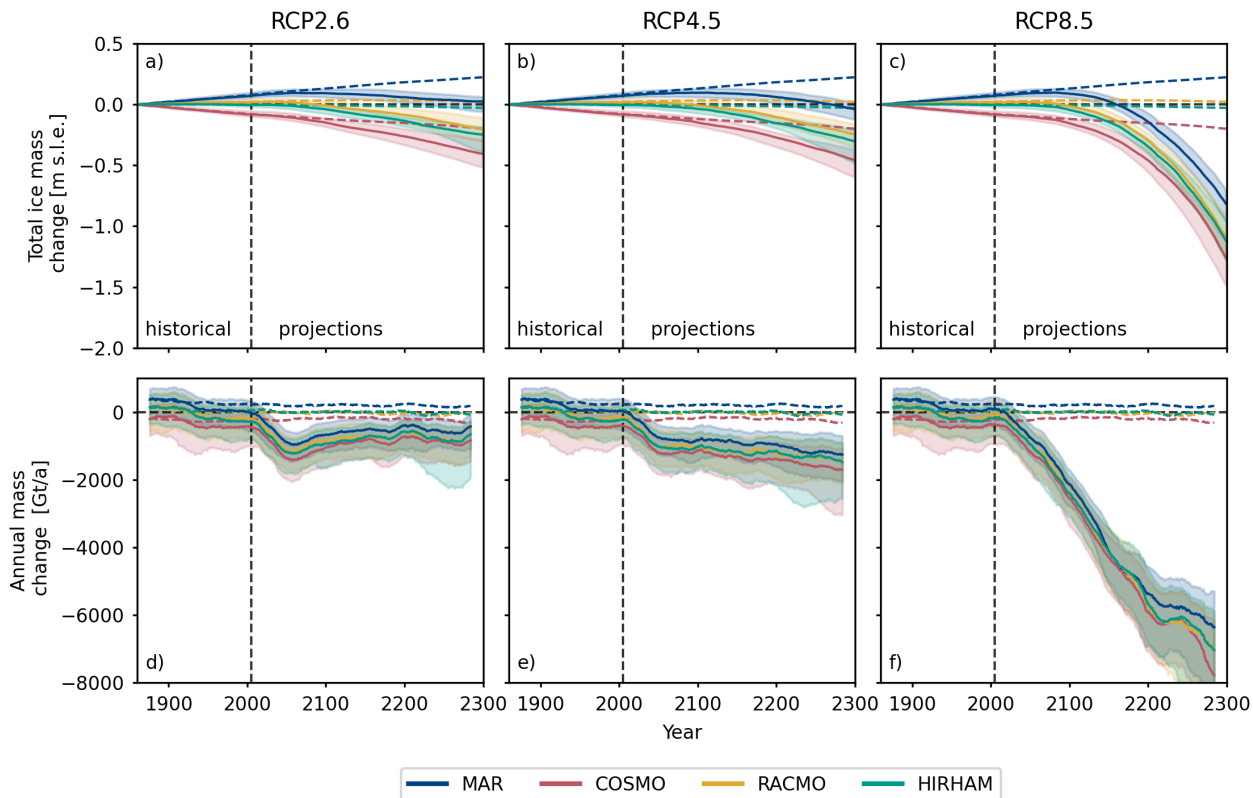 RCP2.6 RCP4.5 RCP8.5
Total ice mass
change [m s.l.e.]
0.5
0.0
−0.5
−1.0
−1.5
−2.0
a) b) c)
historical projections historical projections historical projections
Annual mass
change [Gt/a]
0
−2000
−4000
−6000
−8000
d) e) f)
1900 2000 2100 2200 2300 1900 2000 2100 2200 2300 1900 2000 2100 2200 2300
Year
MAR COSMO RACMO HIRHAM